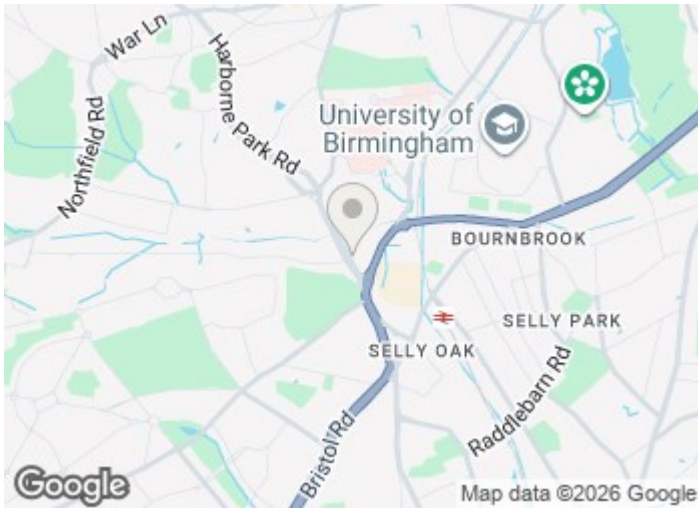 War Ln
Harborne Park Rd
Northfield Rd
University of
Birmingham
BOURNBROOK
SELLY PARK
SELLY OAK
Raddlebarn Rd
Bristol Rd
Google
Map data ©2026 Google